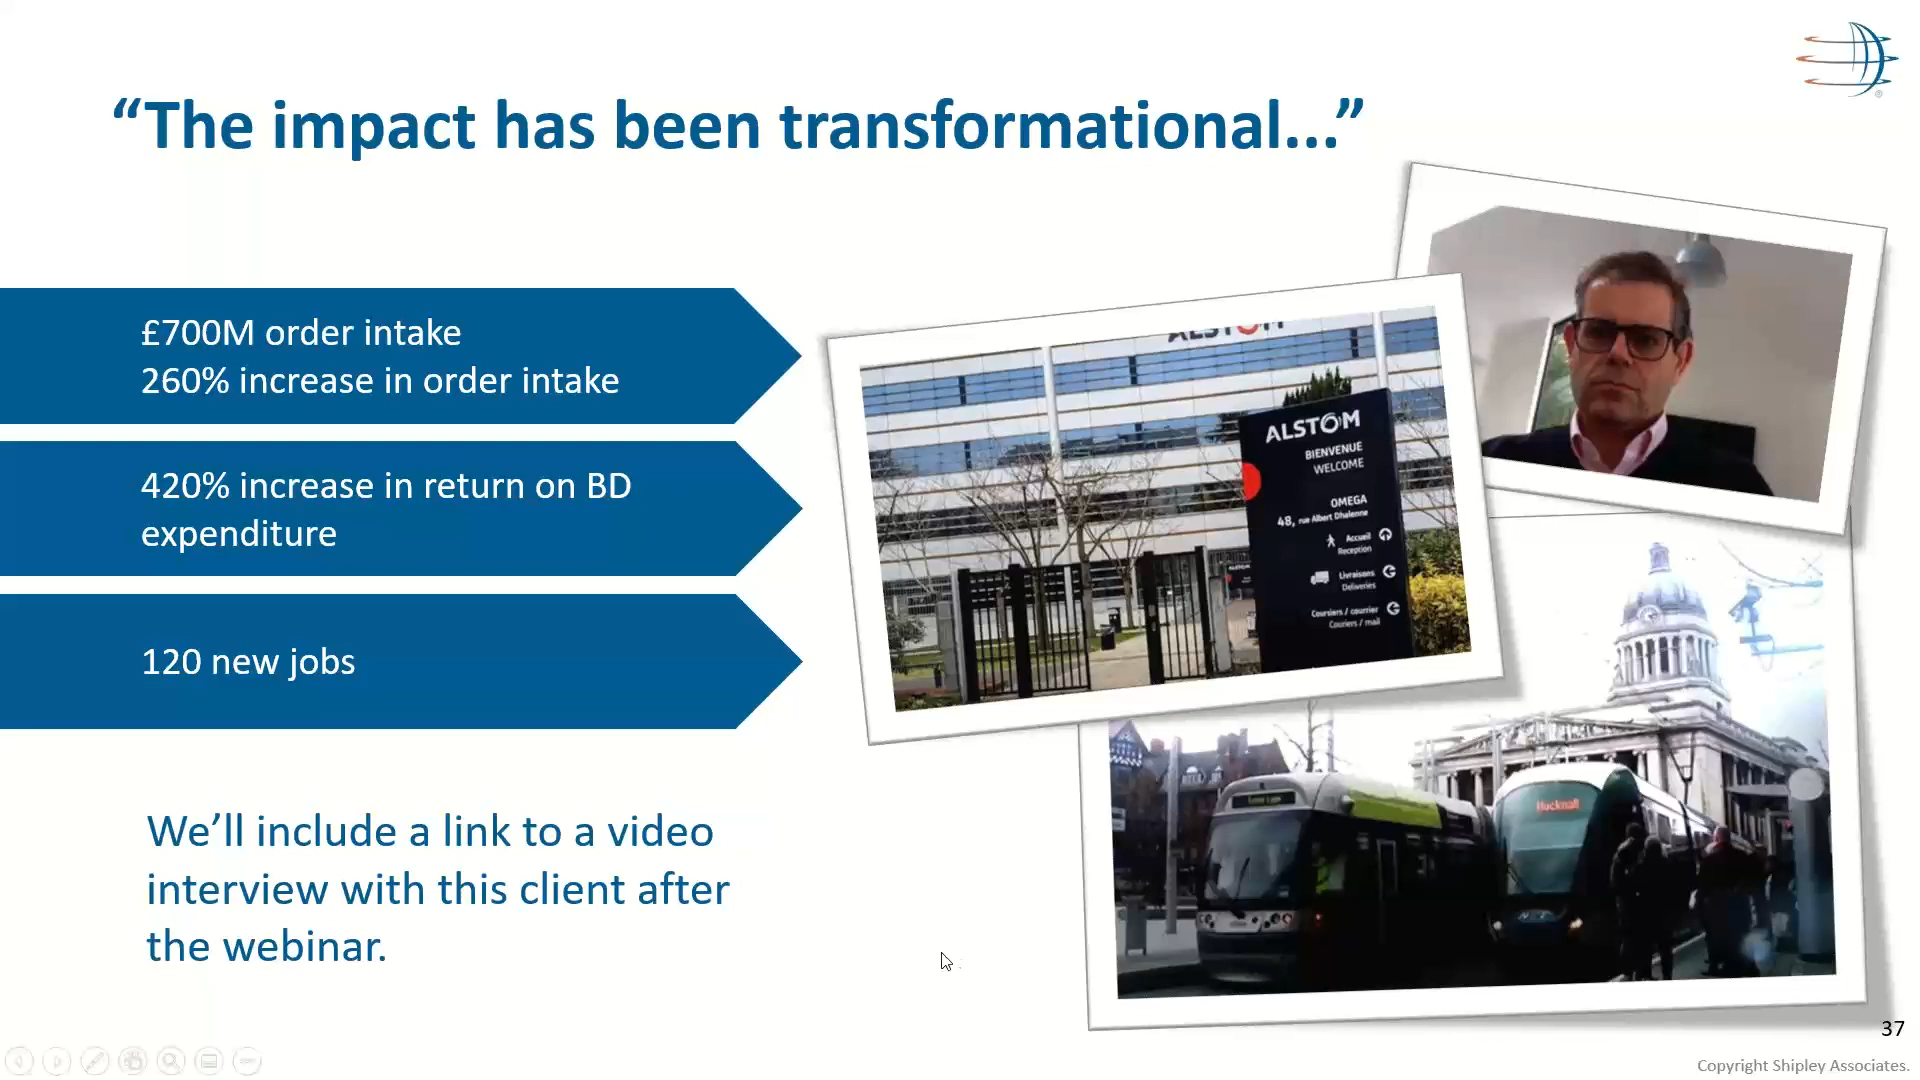 “The impact has been transformational...”
£700M order intake
260% increase in order intake
420% increase in return on BD
expenditure
120 new jobs
We’ll include a link to a video
interview with this client after
the webinar.
ALSTOM
ALSTOM
BIENVENUE
WELCOME
OMEGA
48, rue Albert Dhalenne
Accueil
Reception
Livraisons
Deliveries
Coursiers / courrier
Couriers / mail
Hucknall
37
Copyright Shipley Associates.